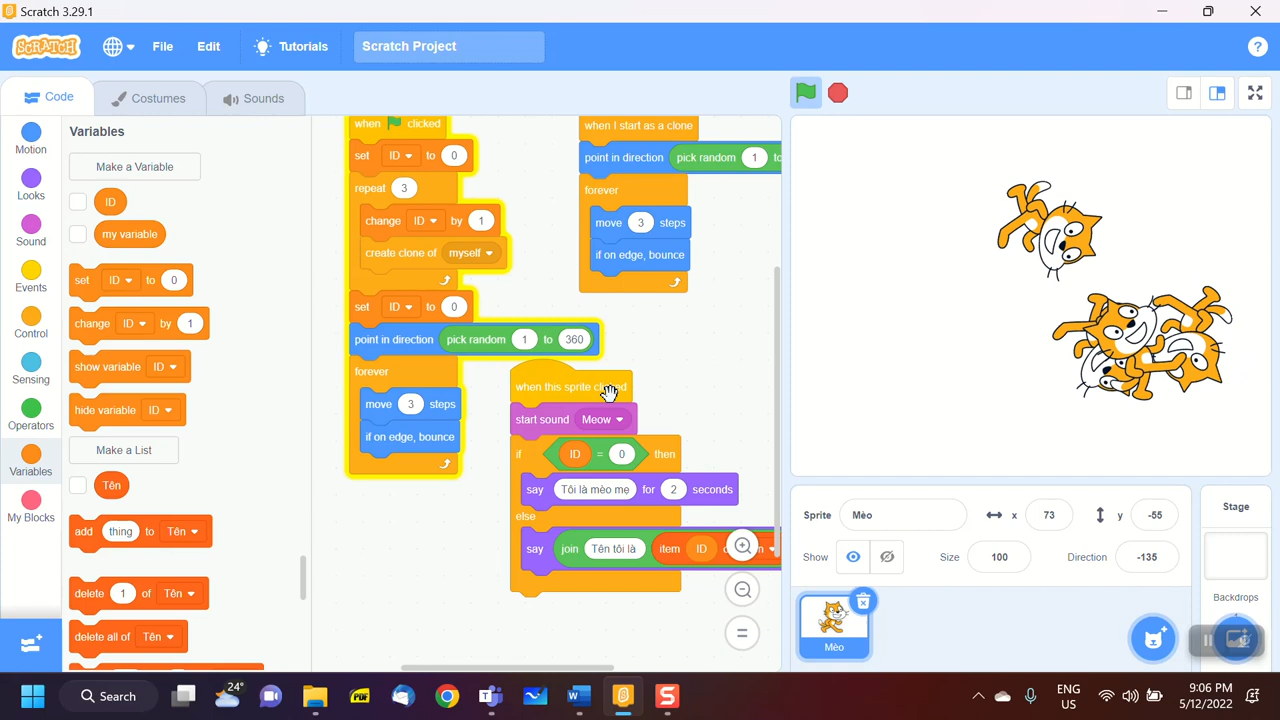 Scratch 3.29.1
SCRATCH File Edit Tutorials Scratch Project ?
Code Costumes Sounds
Motion
Looks
Sound
Events
Control
Sensing
Operators
Variables
My Blocks
Variables
Make a Variable
ID
my variable
set ID to 0
change ID by 1
show variable ID
hide variable ID
Make a List
Tên
add thing to Tên
delete 1 of Tên
delete all of Tên
when clicked
set ID to 0
repeat 3
change ID by 1
create clone of myself
set ID to 0
point in direction pick random 1 to 360
forever
move 3 steps
if on edge, bounce
when I start as a clone
point in direction pick random 1 to
forever
move 3 steps
if on edge, bounce
when this sprite clicked
start sound Meow
if ID = 0 then
say Tôi là mèo mẹ for 2 seconds
else
say join Tên tôi là item ID
Sprite Mèo x 73 y -55
Show Size 100 Direction -135
Mèo
Stage
Backdrops
Search 24° PDF ENG 9:06 PM
US 5/12/2022